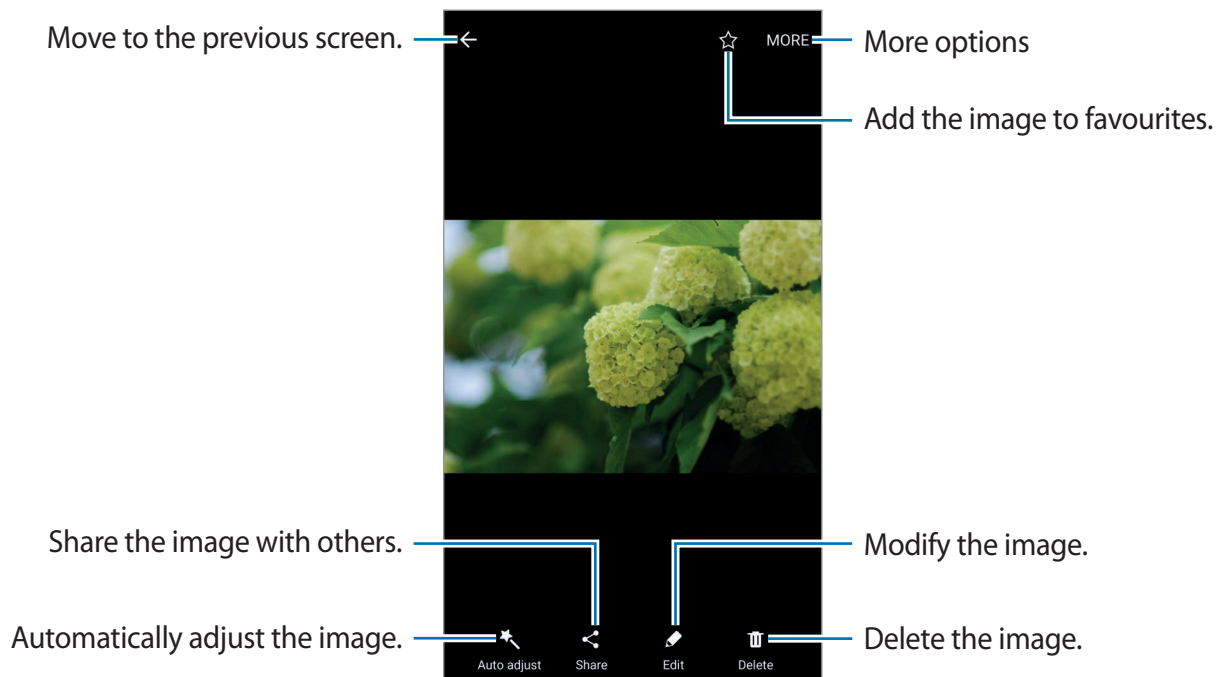 Move to the previous screen.
MORE
More options
Add the image to favourites.
Share the image with others.
Modify the image.
Automatically adjust the image.
Delete the image.
Auto adjust
Share
Edit
Delete